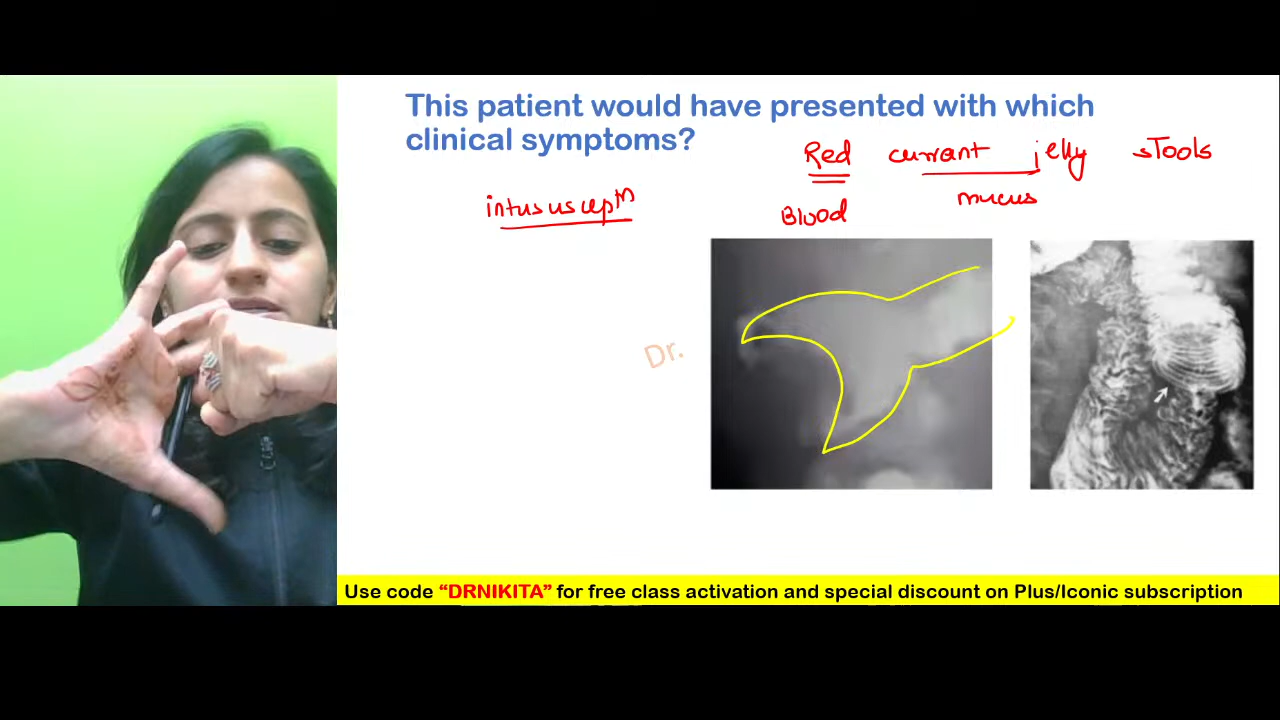 This patient would have presented with which
clinical symptoms?
Red currant jelly sTools
intususceptn
Blood mucus
Dr.
Use code “DRNIKITA” for free class activation and special discount on Plus/Iconic subscription